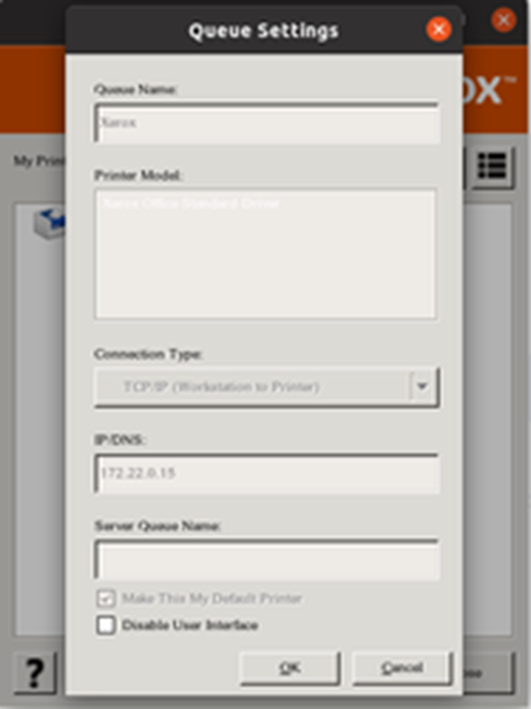 Queue Settings
OX™
My Print
Queue Name:
Xerox
Printer Model:
Xerox Office Standard Driver
Connection Type:
TCP/IP (Workstation to Printer)
IP/DNS:
172.22.0.15
Server Queue Name:
Make This My Default Printer
Disable User Interface
?
OK
Cancel
ose